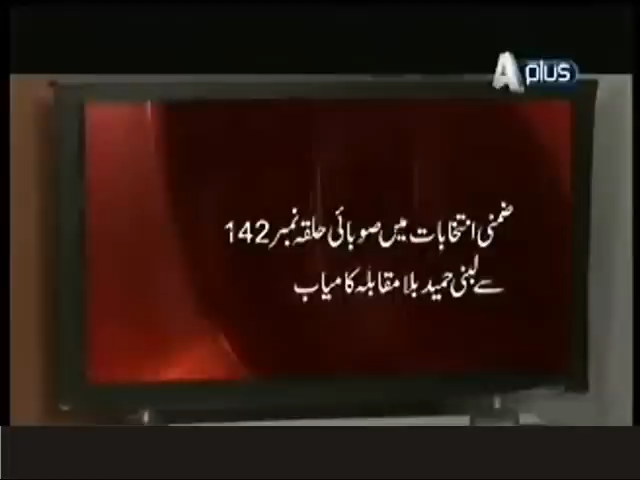 A plus
ضمنی انتخابات میں صوبائی حلقہ نمبر 142
سے لبنیٰ حمید بلا مقابلہ کامیاب